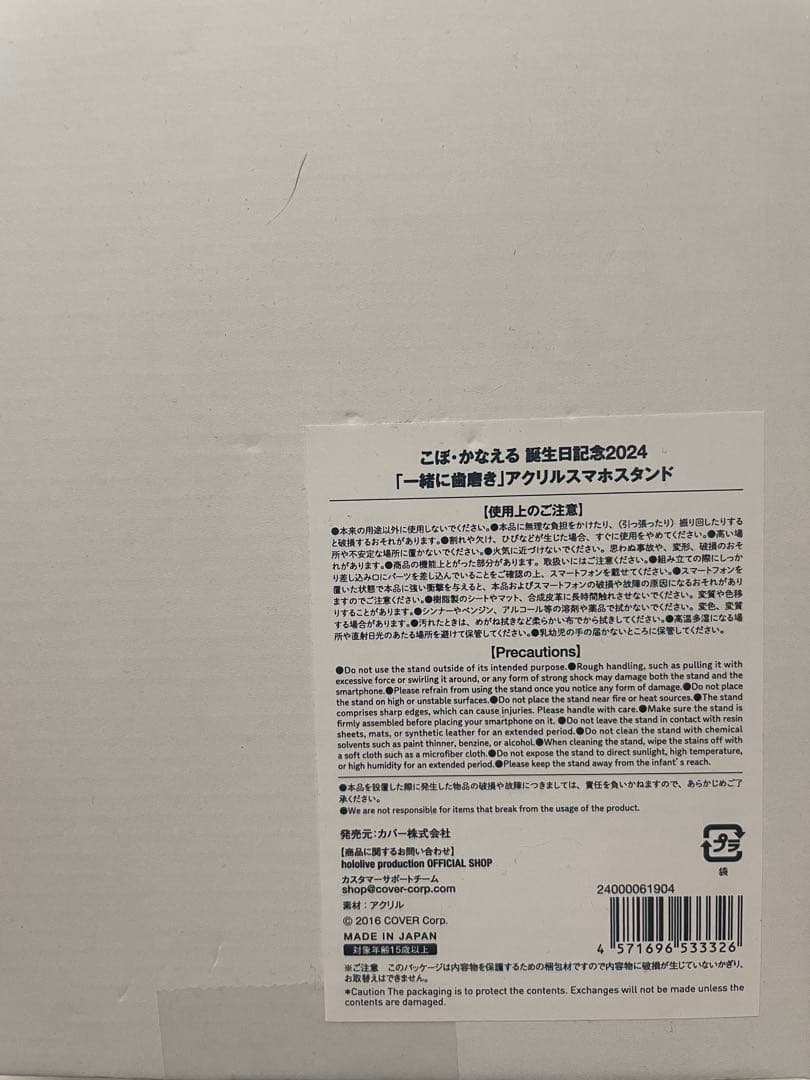 こぼ・かなえる 誕生日記念2024
「一緒に歯磨き」アクリルスマホスタンド
【使用上のご注意】
●本来の用途以外に使用しないでください。●本品に無理な負担をかけたり、（引っ張ったり）振り回したりする
と破損するおそれがあります。●割れや欠け、ひびなどが生じた場合、すぐに使用をやめてください。●高い場
所や不安定な場所に置かないでください。●火気に近づけないでください。思わぬ事故や、変形、破損のおそ
れがあります。●商品の機能上とがった部分があります。取扱いにはご注意ください。●組み立ての際にしっか
り差し込み口にパーツを差し込んでいることをご確認の上、スマートフォンを載せてください。●スマートフォンを
置いた状態で本品に強い衝撃を与えると、本品およびスマートフォンの破損や故障の原因になるおそれがあり
ますのでご注意ください。●樹脂製のシートやマット、合成皮革に長時間触れさせないでください。変質や色移
りすることがあります。●シンナーやベンジン、アルコール等の溶剤や薬品で拭かないでください。変色、変質
する場合があります。●汚れたときは、めがね拭きなど柔らかい布でから拭きしてください。●高温多湿になる場
所や直射日光のあたる場所を避けて保管してください。●乳幼児の手の届かないところに保管してください。
【Precautions】
●Do not use the stand outside of its intended purpose.●Rough handling, such as pulling it with
excessive force or swirling it around, or any form of strong shock may damage both the stand and the
smartphone.●Please refrain from using the stand once you notice any form of damage.●Do not place
the stand on high or unstable surfaces.●Do not place the stand near fire or heat sources.●The stand
comprises sharp edges, which can cause injuries. Please handle with care.●Make sure the stand is
firmly assembled before placing your smartphone on it. ●Do not leave the stand in contact with resin
sheets, mats, or synthetic leather for an extended period.●Do not clean the stand with chemical
solvents such as paint thinner, benzine, or alcohol.●When cleaning the stand, wipe the stains off with
a soft cloth such as a microfiber cloth.●Do not expose the stand to direct sunlight, high temperature,
or high humidity for an extended period.●Please keep the stand away from the infant's reach.
●本品を設置した際に発生した物品の破損や故障につきましては、責任を負いかねますので、あらかじめご了
承ください。
●We are not responsible for items that break from the usage of the product.
発売元：カバー株式会社
【商品に関するお問い合わせ】
hololive production OFFICIAL SHOP
カスタマーサポートチーム
shop@cover-corp.com
素材：アクリル
© 2016 COVER Corp.
MADE IN JAPAN
対象年齢15歳以上
プラ
袋
24000061904
4 571696 533326
※ご注意 このパッケージは内容物を保護するための梱包材ですので内容物に破損が生じていないかぎり、
お取替えはできません。
*Caution The packaging is to protect the contents. Exchanges will not be made unless the
contents are damaged.